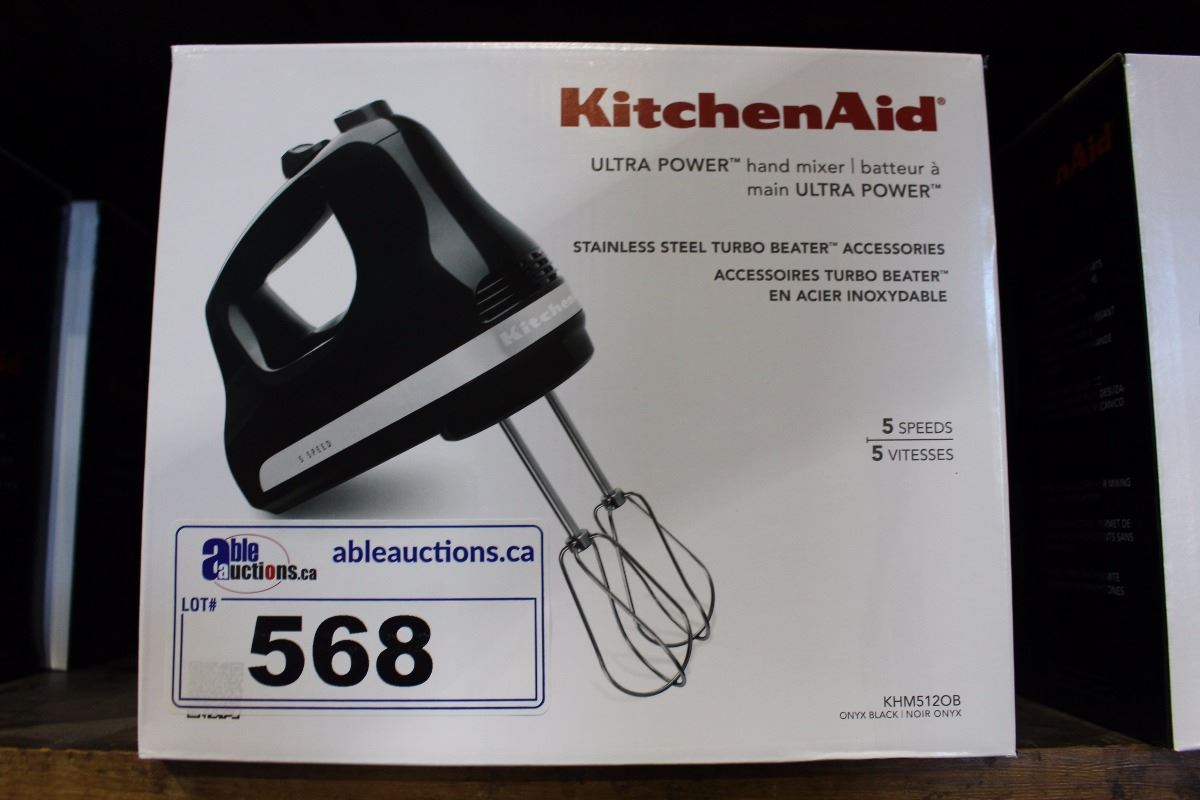 KitchenAid®
ULTRA POWER™ hand mixer | batteur à
main ULTRA POWER™
STAINLESS STEEL TURBO BEATER™ ACCESSORIES
ACCESSOIRES TURBO BEATER™
EN ACIER INOXYDABLE
5 SPEEDS
5 VITESSES
Kitchen
5 SPEED
able
auctions.ca
ableauctions.ca
LOT#
568
KHM512OB
ONYX BLACK | NOIR ONYX
nAid